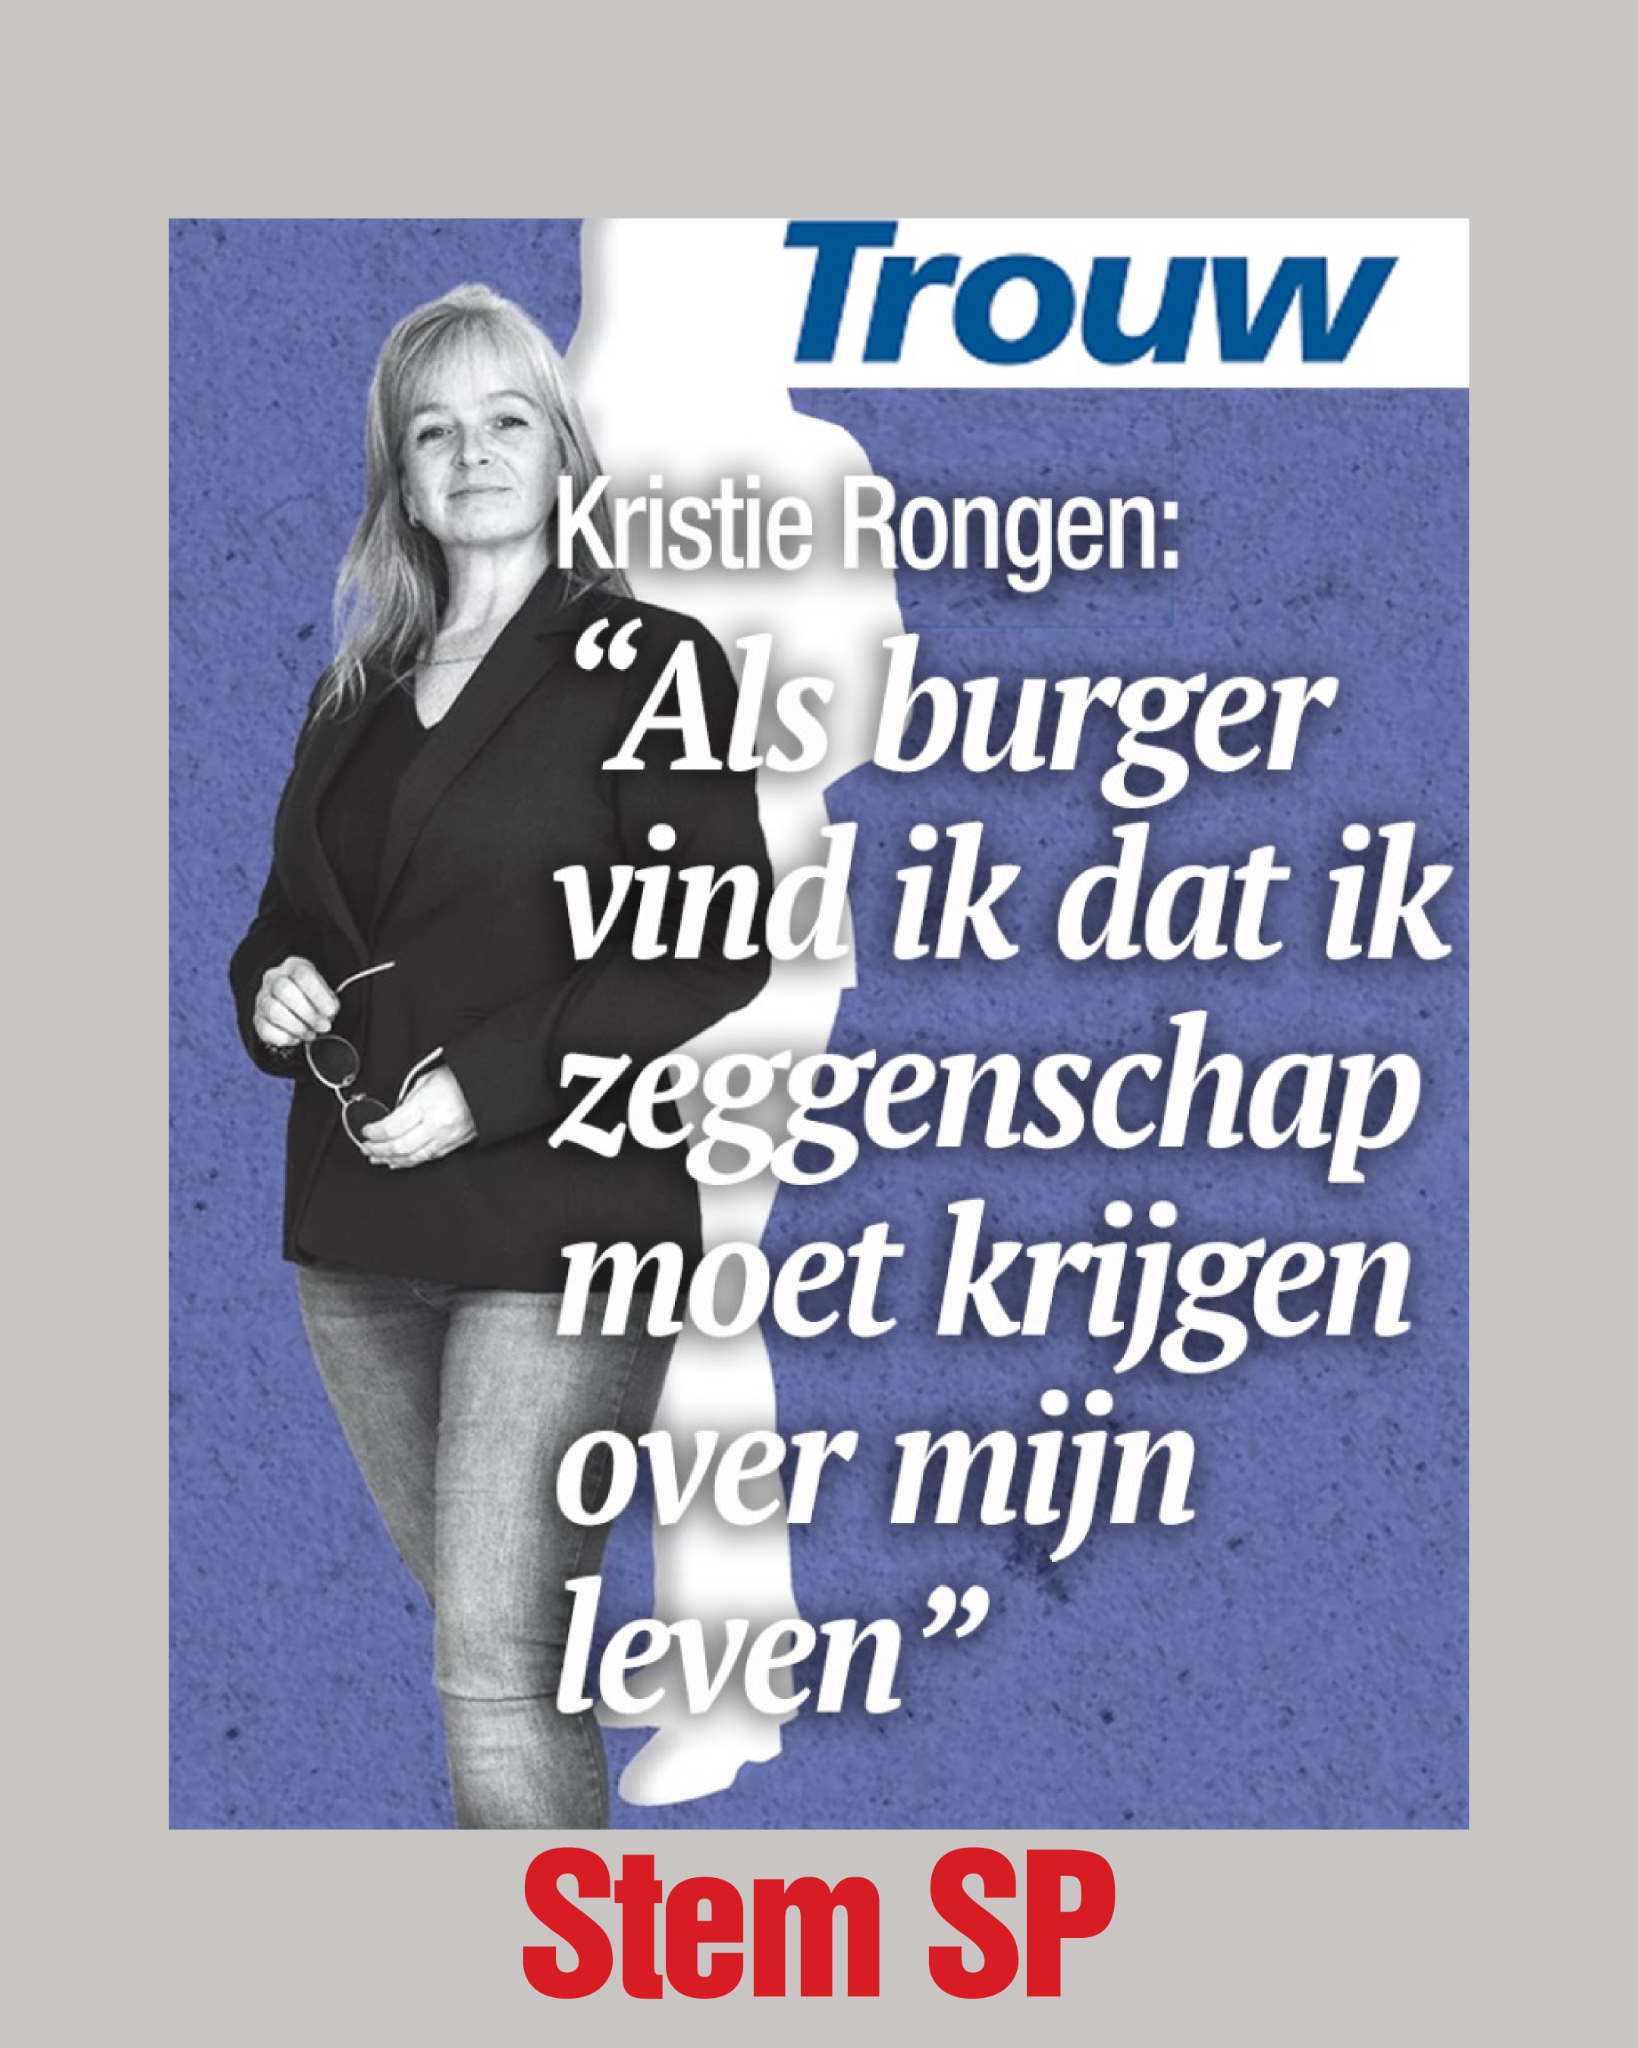 Trouw
Kristie Rongen:
“Als burger
vind ik dat ik
zeggenschap
moet krijgen
over mijn
leven”
Stem SP